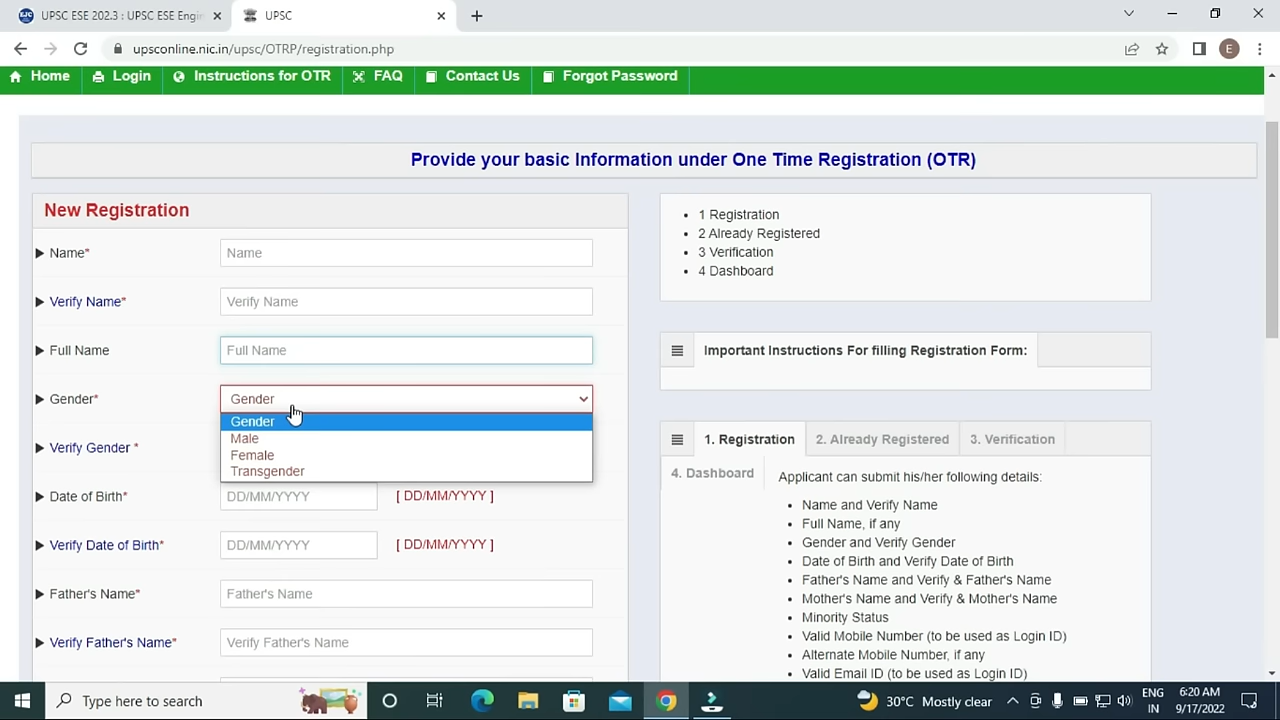 UPSC ESE 202.3 : UPSC ESE Engin
UPSC
upsconline.nic.in/upsc/OTRP/registration.php
E
Home
Login
Instructions for OTR
FAQ
Contact Us
Forgot Password
Provide your basic Information under One Time Registration (OTR)
New Registration
Name*
Name
Verify Name*
Verify Name
Full Name
Full Name
Gender*
Gender
Gender
Male
Female
Transgender
Verify Gender *
Date of Birth*
DD/MM/YYYY
[ DD/MM/YYYY ]
Verify Date of Birth*
DD/MM/YYYY
[ DD/MM/YYYY ]
Father's Name*
Father's Name
Verify Father's Name*
Verify Father's Name
1 Registration
2 Already Registered
3 Verification
4 Dashboard
Important Instructions For filling Registration Form:
1. Registration
2. Already Registered
3. Verification
4. Dashboard
Applicant can submit his/her following details:
Name and Verify Name
Full Name, if any
Gender and Verify Gender
Date of Birth and Verify Date of Birth
Father's Name and Verify & Father's Name
Mother's Name and Verify & Mother's Name
Minority Status
Valid Mobile Number (to be used as Login ID)
Alternate Mobile Number, if any
Valid Email ID (to be used as Login ID)
Type here to search
30°C Mostly clear
ENG
IN
6:20 AM
9/17/2022